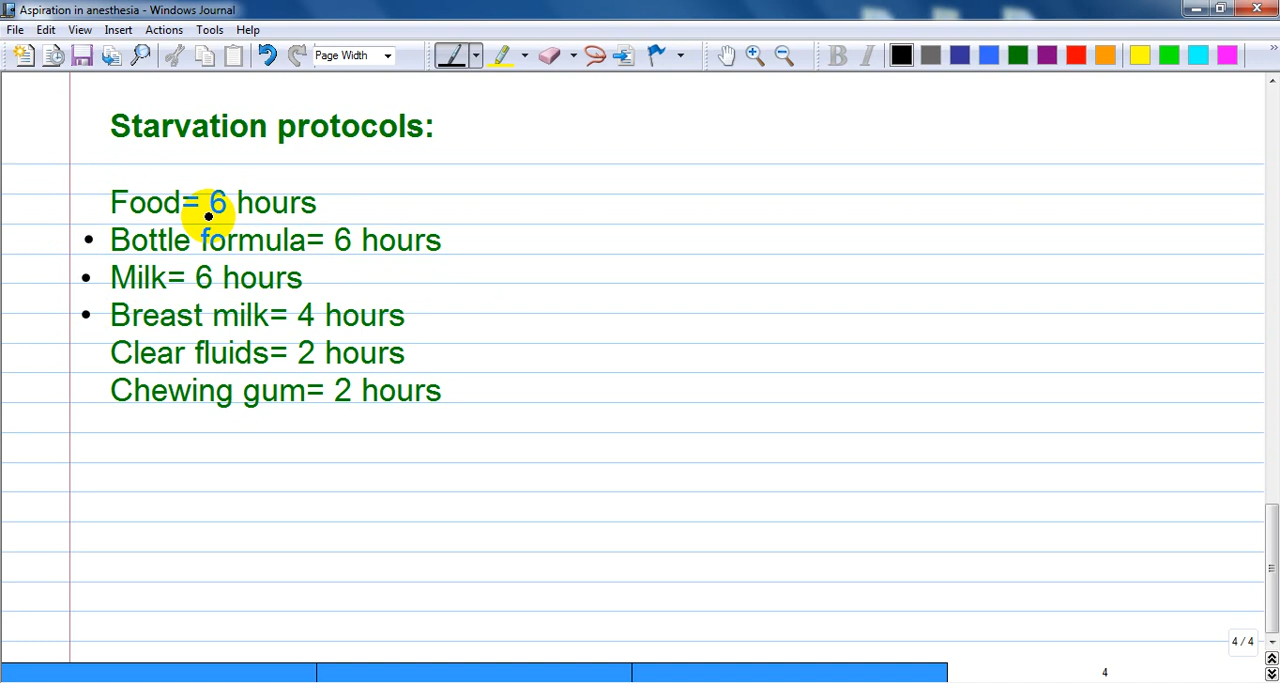 Aspiration in anesthesia - Windows Journal
File Edit View Insert Actions Tools Help
Page Width B I
Starvation protocols:
Food= 6 hours
• Bottle formula= 6 hours
• Milk= 6 hours
• Breast milk= 4 hours
Clear fluids= 2 hours
Chewing gum= 2 hours
4 / 4
4